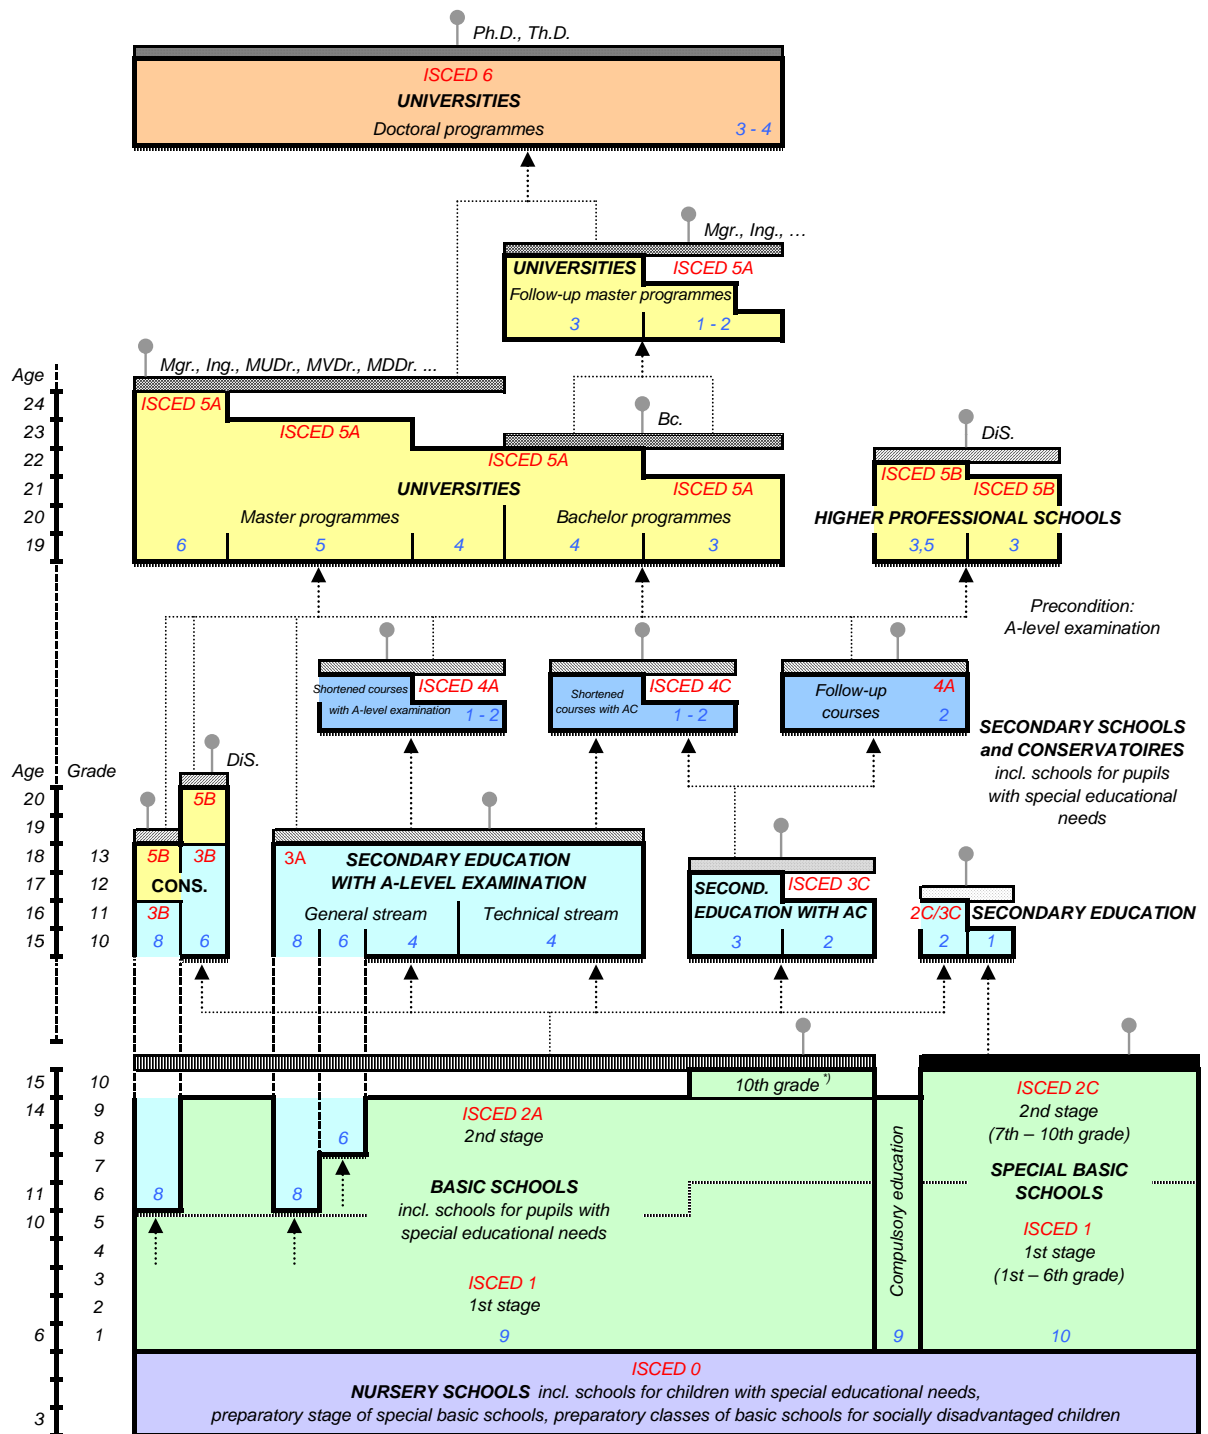 Ph.D., Th.D.
ISCED 6
UNIVERSITIES
Doctoral programmes
3 - 4
Mgr., Ing., …
UNIVERSITIES
ISCED 5A
Follow-up master programmes
3
1 - 2
Mgr., Ing., MUDr., MVDr., MDDr. ...
Age
24
ISCED 5A
23
ISCED 5A
Bc.
DiS.
22
ISCED 5A
ISCED 5B
21
UNIVERSITIES
ISCED 5A
ISCED 5B
20
Master programmes
Bachelor programmes
HIGHER PROFESSIONAL SCHOOLS
19
6
5
4
4
3
3,5
3
Precondition:
A-level examination
Shortened courses
with A-level examination
ISCED 4A
1 - 2
Shortened
courses with AC
ISCED 4C
1 - 2
Follow-up
courses
4A
2
SECONDARY SCHOOLS
and CONSERVATOIRES
incl. schools for pupils
with special educational
needs
Age
Grade
DiS.
20
5B
19
18
13
5B
3B
3A
SECONDARY EDUCATION
17
12
CONS.
WITH A-LEVEL EXAMINATION
SECOND.
ISCED 3C
16
11
3B
General stream
Technical stream
EDUCATION WITH AC
2C/3C
SECONDARY EDUCATION
15
10
8
6
8
6
4
4
3
2
2
1
15
10
10th grade *)
ISCED 2C
14
9
ISCED 2A
2nd stage
8
6
2nd stage
(7th – 10th grade)
7
11
6
8
8
BASIC SCHOOLS
SPECIAL BASIC
SCHOOLS
10
5
incl. schools for pupils with
special educational needs
Compulsory education
4
ISCED 1
1st stage
3
ISCED 1
(1st – 6th grade)
2
1st stage
6
1
9
9
10
ISCED 0
NURSERY SCHOOLS incl. schools for children with special educational needs,
3
preparatory stage of special basic schools, preparatory classes of basic schools for socially disadvantaged children